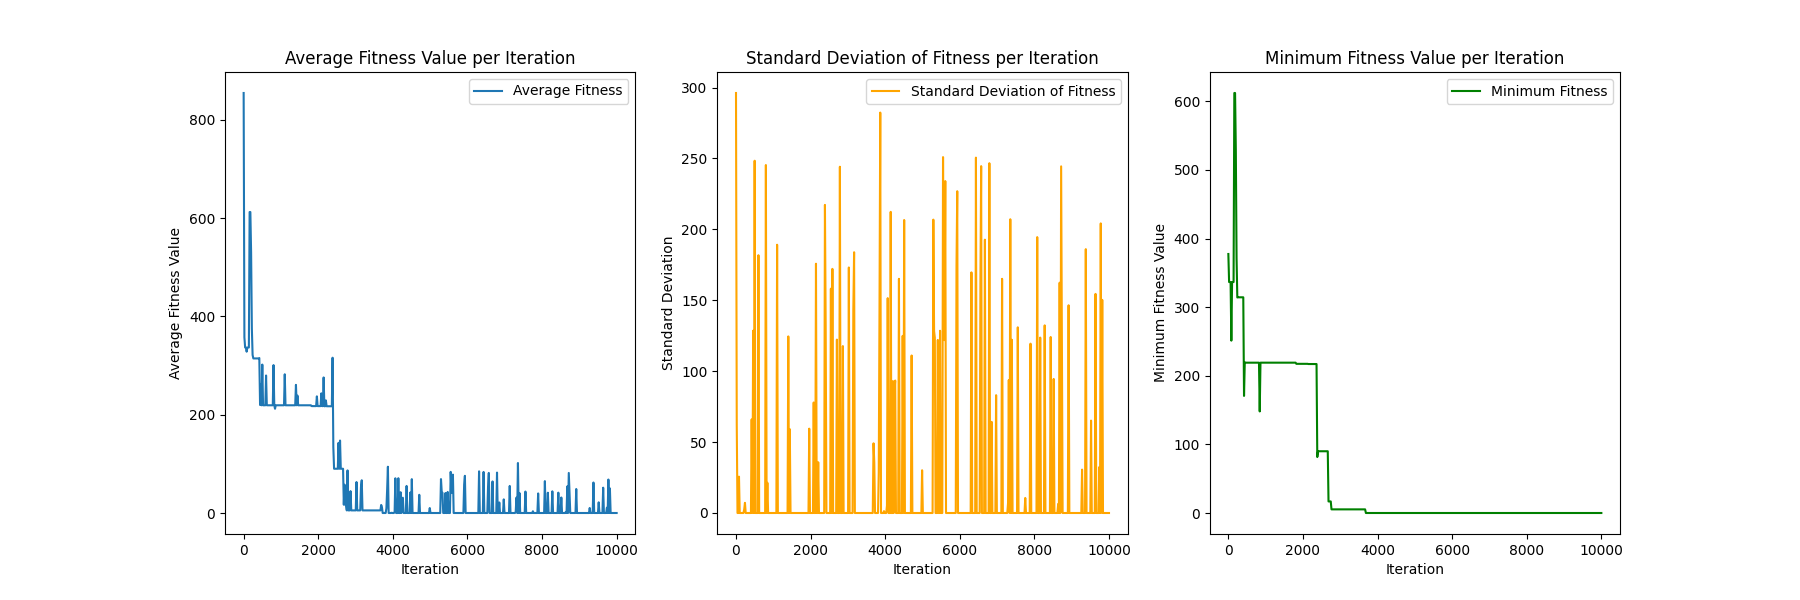 Average Fitness Value per Iteration
Average Fitness
Average Fitness Value
800
600
400
200
0
0 2000 4000 6000 8000 10000
Iteration
Standard Deviation of Fitness per Iteration
Standard Deviation of Fitness
Standard Deviation
300
250
200
150
100
50
0
0 2000 4000 6000 8000 10000
Iteration
Minimum Fitness Value per Iteration
Minimum Fitness
Minimum Fitness Value
600
500
400
300
200
100
0
0 2000 4000 6000 8000 10000
Iteration